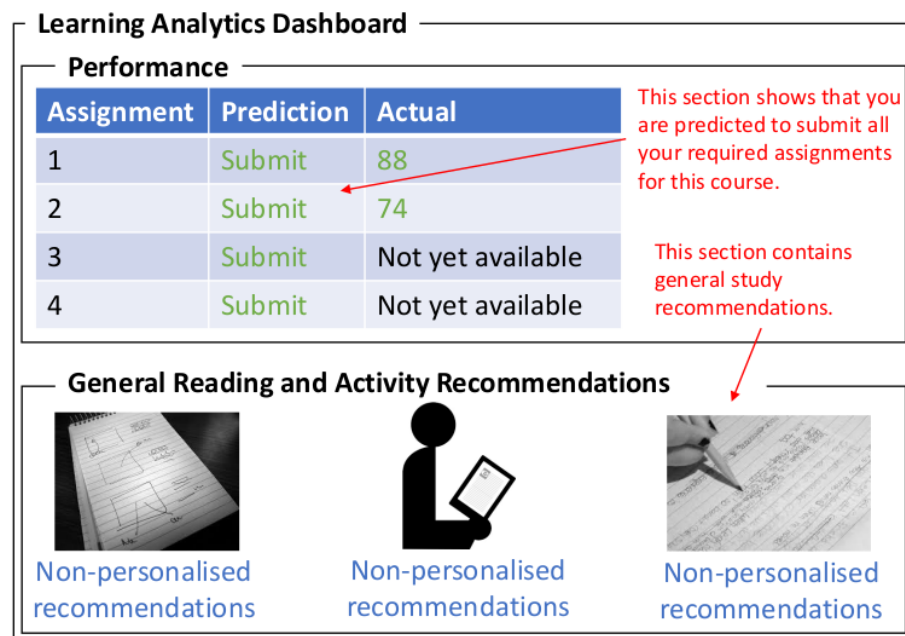 Learning Analytics Dashboard
Performance
Assignment Prediction Actual
1 Submit 88
2 Submit 74
3 Submit Not yet available
4 Submit Not yet available
This section shows that you
are predicted to submit all
your required assignments
for this course.
This section contains
general study
recommendations.
General Reading and Activity Recommendations
Non-personalised
recommendations
Non-personalised
recommendations
Non-personalised
recommendations